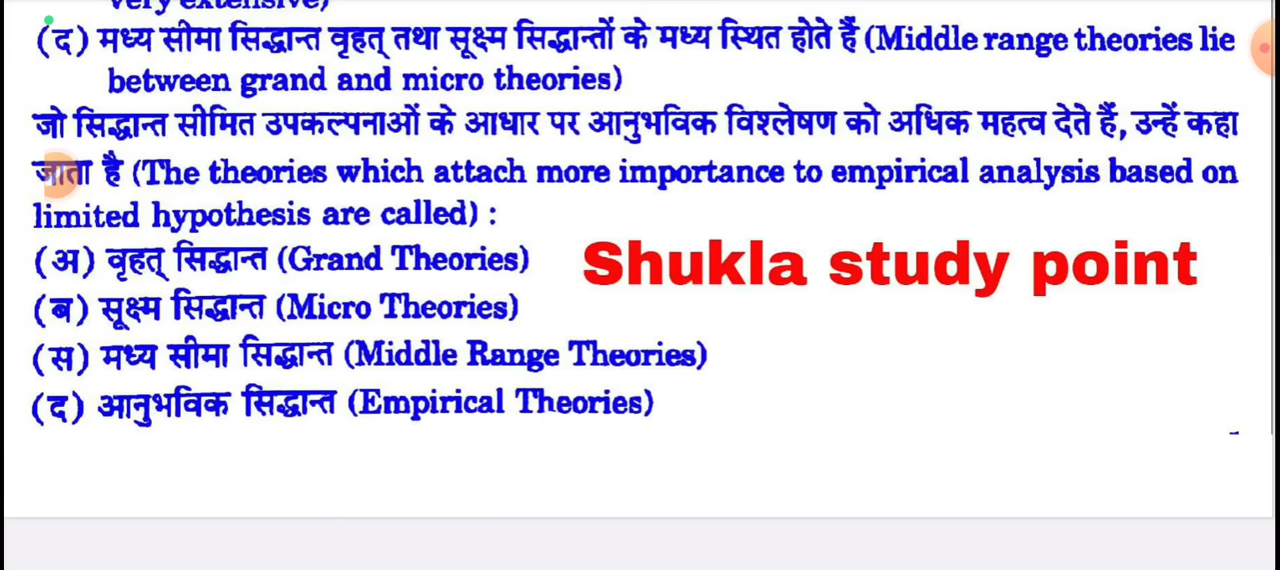 very extensive)
(द) मध्य सीमा सिद्धान्त वृहत् तथा सूक्ष्म सिद्धान्तों के मध्य स्थित होते हैं (Middle range theories lie
between grand and micro theories)
जो सिद्धान्त सीमित उपकल्पनाओं के आधार पर आनुभविक विश्लेषण को अधिक महत्व देते हैं, उन्हें कहा
जाता है (The theories which attach more importance to empirical analysis based on
limited hypothesis are called) :
(अ) वृहत् सिद्धान्त (Grand Theories)
Shukla study point
(ब) सूक्ष्म सिद्धान्त (Micro Theories)
(स) मध्य सीमा सिद्धान्त (Middle Range Theories)
(द) आनुभविक सिद्धान्त (Empirical Theories)